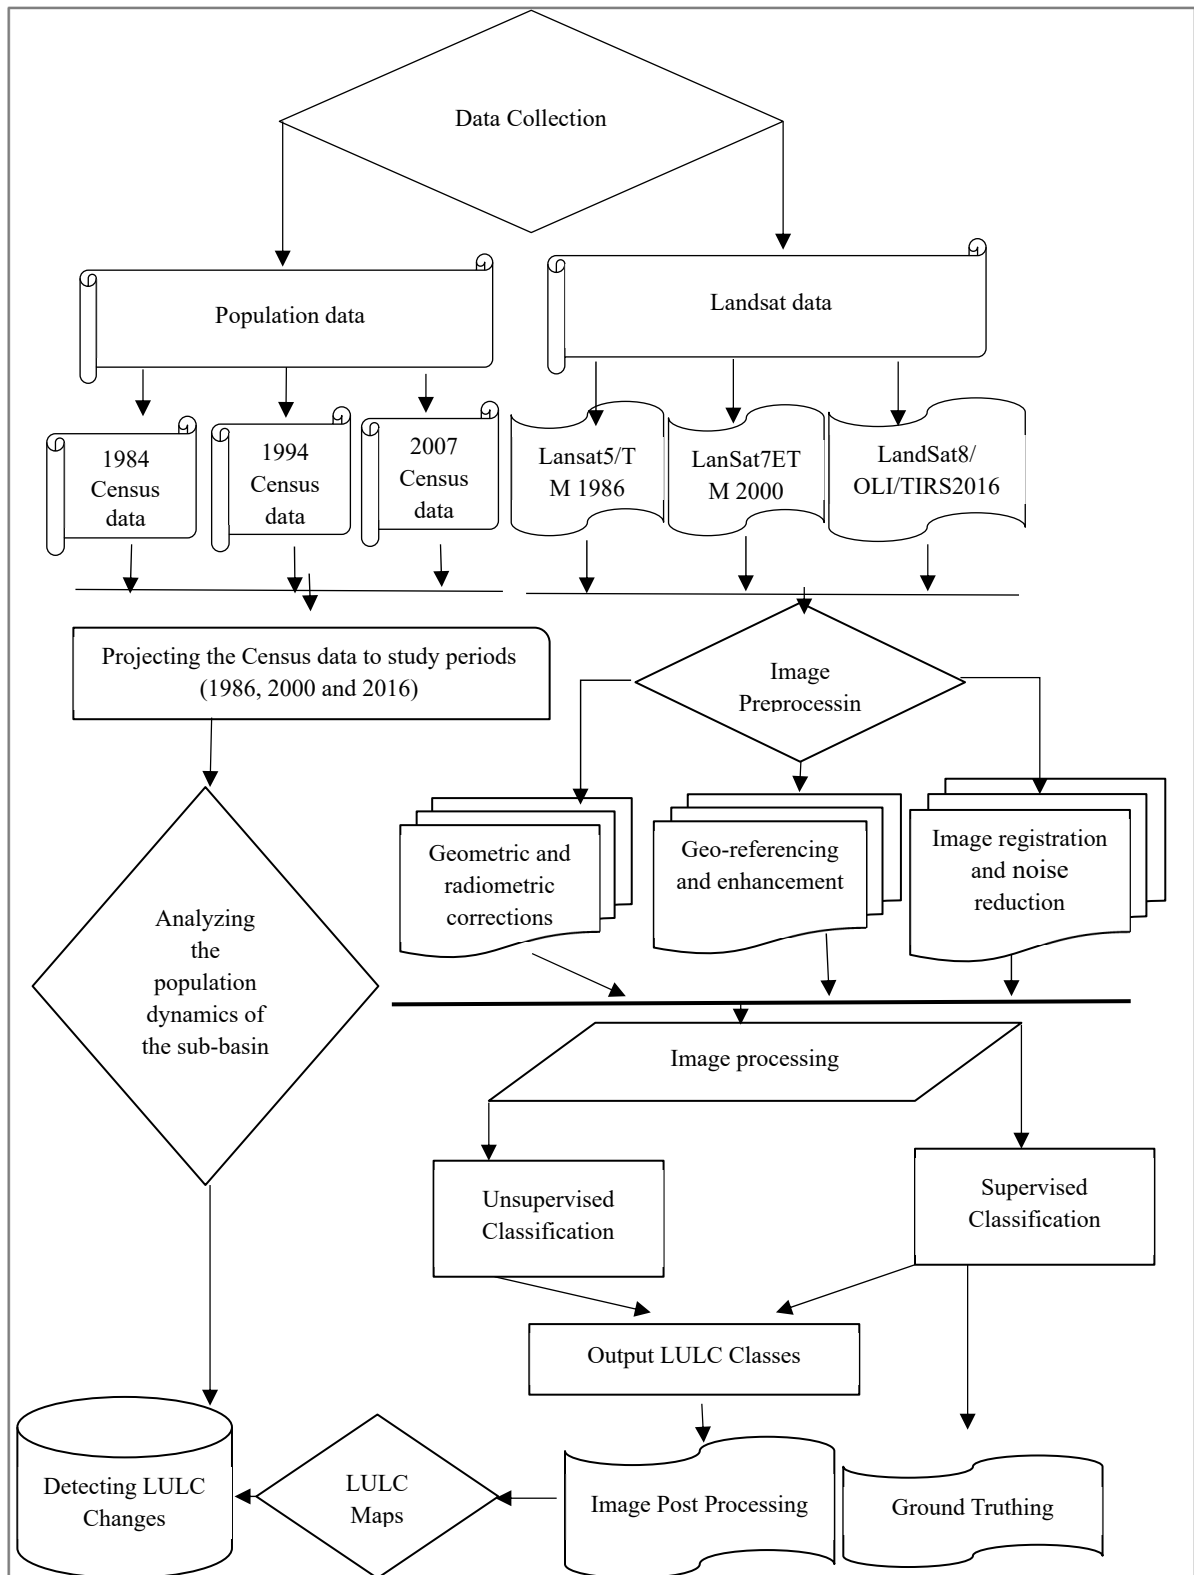 Data Collection
Population data
Landsat data
1984
Census
data
1994
Census
data
2007
Census
data
Lansat5/T
M 1986
LanSat7ET
M 2000
LandSat8/
OLI/TIRS2016
Projecting the Census data to study periods
(1986, 2000 and 2016)
Image
Preprocessin
Geometric and
radiometric
corrections
Geo-referencing
and enhancement
Image registration
and noise
reduction
Analyzing
the
population
dynamics of
the sub-basin
Image processing
Unsupervised
Classification
Supervised
Classification
Output LULC Classes
Detecting LULC
Changes
LULC
Maps
Image Post Processing
Ground Truthing